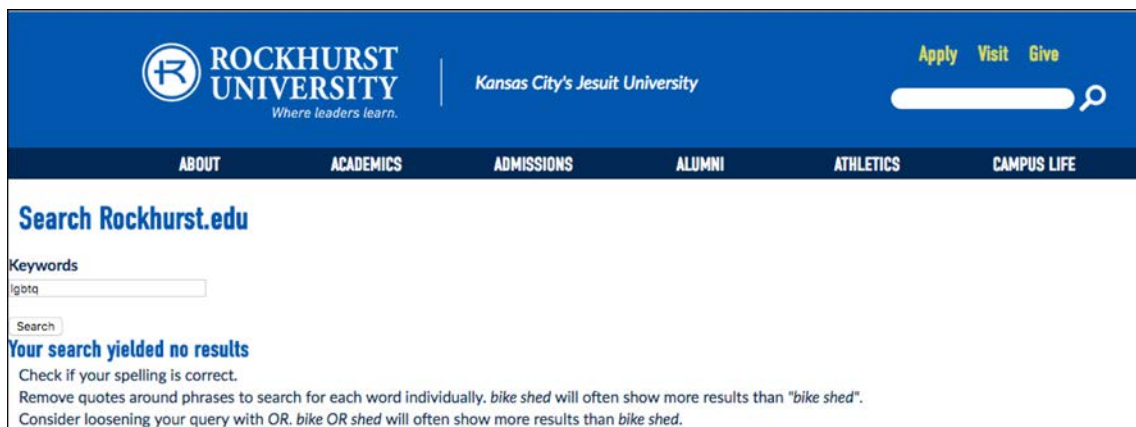 ROCKHURST
UNIVERSITY
Where leaders learn.
Kansas City's Jesuit University
Apply Visit Give
ABOUT ACADEMICS ADMISSIONS ALUMNI ATHLETICS CAMPUS LIFE
Search Rockhurst.edu
Keywords
lgbtq
Search
Your search yielded no results
Check if your spelling is correct.
Remove quotes around phrases to search for each word individually. bike shed will often show more results than "bike shed".
Consider loosening your query with OR. bike OR shed will often show more results than bike shed.